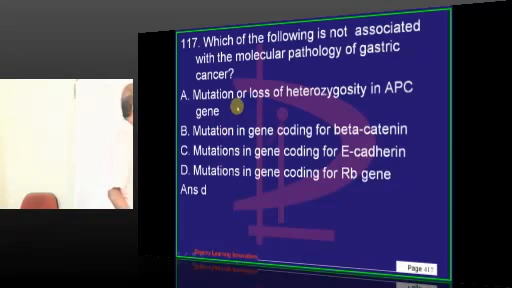 117. Which of the following is not associated
with the molecular pathology of gastric
cancer?
A. Mutation or loss of heterozygosity in APC
gene
B. Mutation in gene coding for beta-catenin
C. Mutations in gene coding for E-cadherin
D. Mutations in gene coding for Rb gene
Ans d
Learning
Page 417